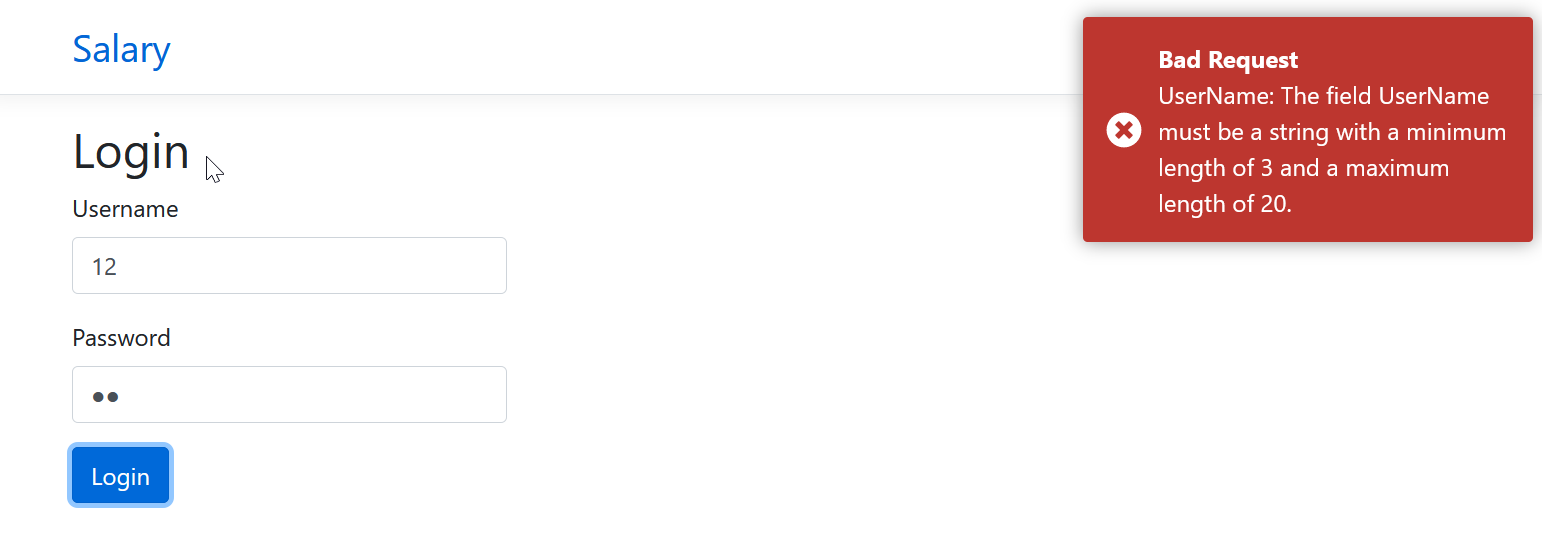 Salary
Bad Request
UserName: The field UserName
must be a string with a minimum
length of 3 and a maximum
length of 20.
Login
Username
12
Password
Login